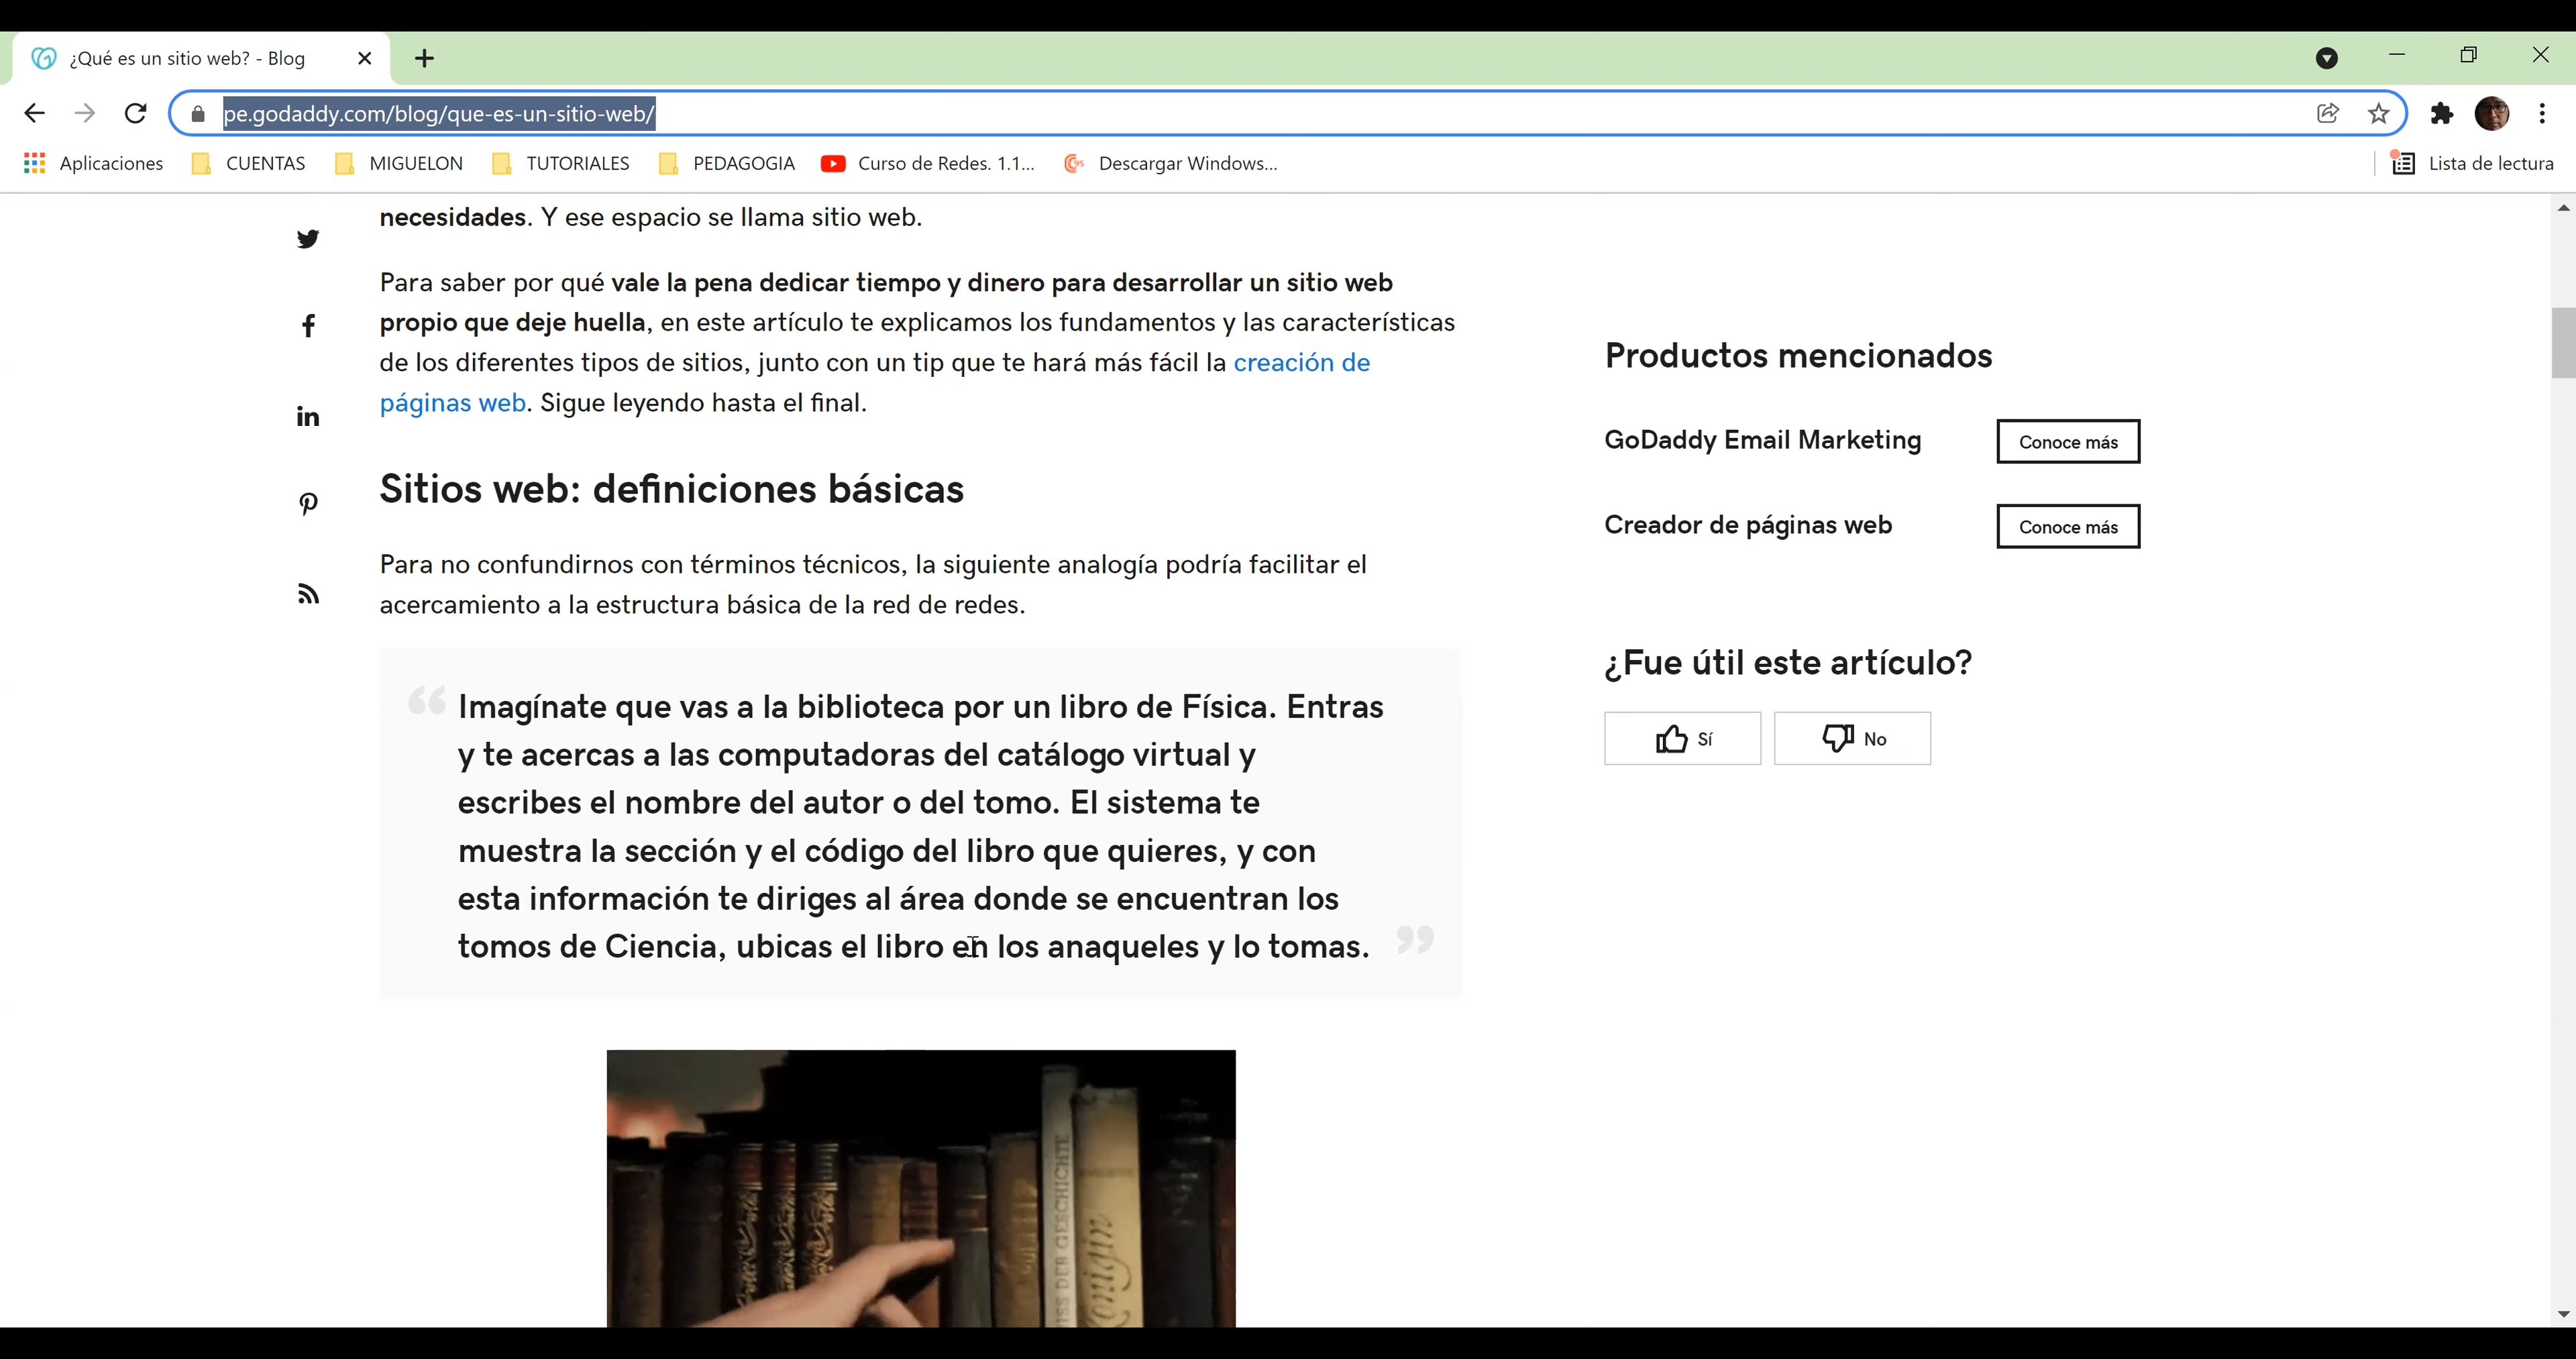 ¿Qué es un sitio web? - Blog
pe.godaddy.com/blog/que-es-un-sitio-web/
Aplicaciones CUENTAS MIGUELON TUTORIALES PEDAGOGIA Curso de Redes. 1.1... Descargar Windows... Lista de lectura
necesidades. Y ese espacio se llama sitio web.
Para saber por qué vale la pena dedicar tiempo y dinero para desarrollar un sitio web
propio que deje huella, en este artículo te explicamos los fundamentos y las características
de los diferentes tipos de sitios, junto con un tip que te hará más fácil la creación de
páginas web. Sigue leyendo hasta el final.
Sitios web: definiciones básicas
Para no confundirnos con términos técnicos, la siguiente analogía podría facilitar el
acercamiento a la estructura básica de la red de redes.
“ Imagínate que vas a la biblioteca por un libro de Física. Entras
y te acercas a las computadoras del catálogo virtual y
escribes el nombre del autor o del tomo. El sistema te
muestra la sección y el código del libro que quieres, y con
esta información te diriges al área donde se encuentran los
tomos de Ciencia, ubicas el libro en los anaqueles y lo tomas. ”
GESCHICHTE
Productos mencionados
GoDaddy Email Marketing Conoce más
Creador de páginas web Conoce más
¿Fue útil este artículo?
Sí No